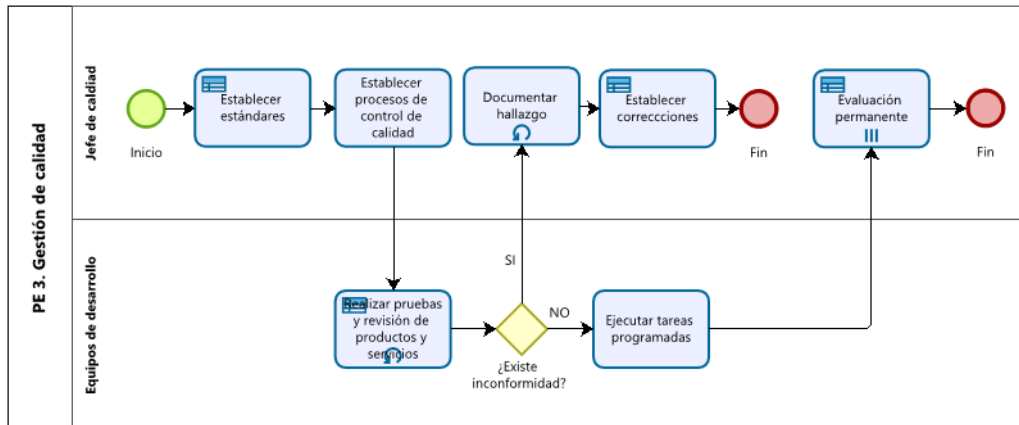 PE 3. Gestión de calidad
Jefe de caldiad
Inicio
Establecer
estándares
Establecer
procesos de
control de
calidad
Documentar
hallazgo
Establecer
correccciones
Fin
Evaluación
permanente
Fin
Equipos de desarrollo
Realizar pruebas
y revisión de
productos y
servicios
SI
NO
¿Existe
inconformidad?
Ejecutar tareas
programadas